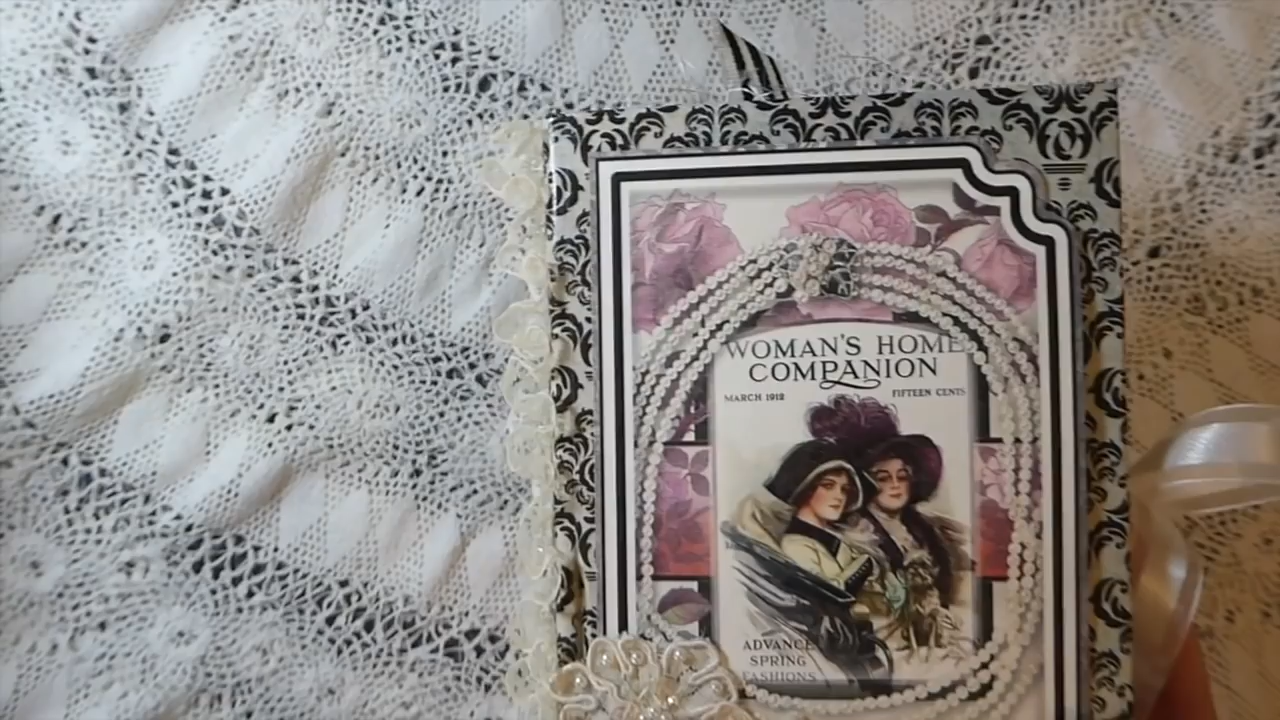 WOMAN'S HOME
COMPANION
MARCH 1912
FIFTEEN CENTS
ADVANCE
SPRING
FASHIONS